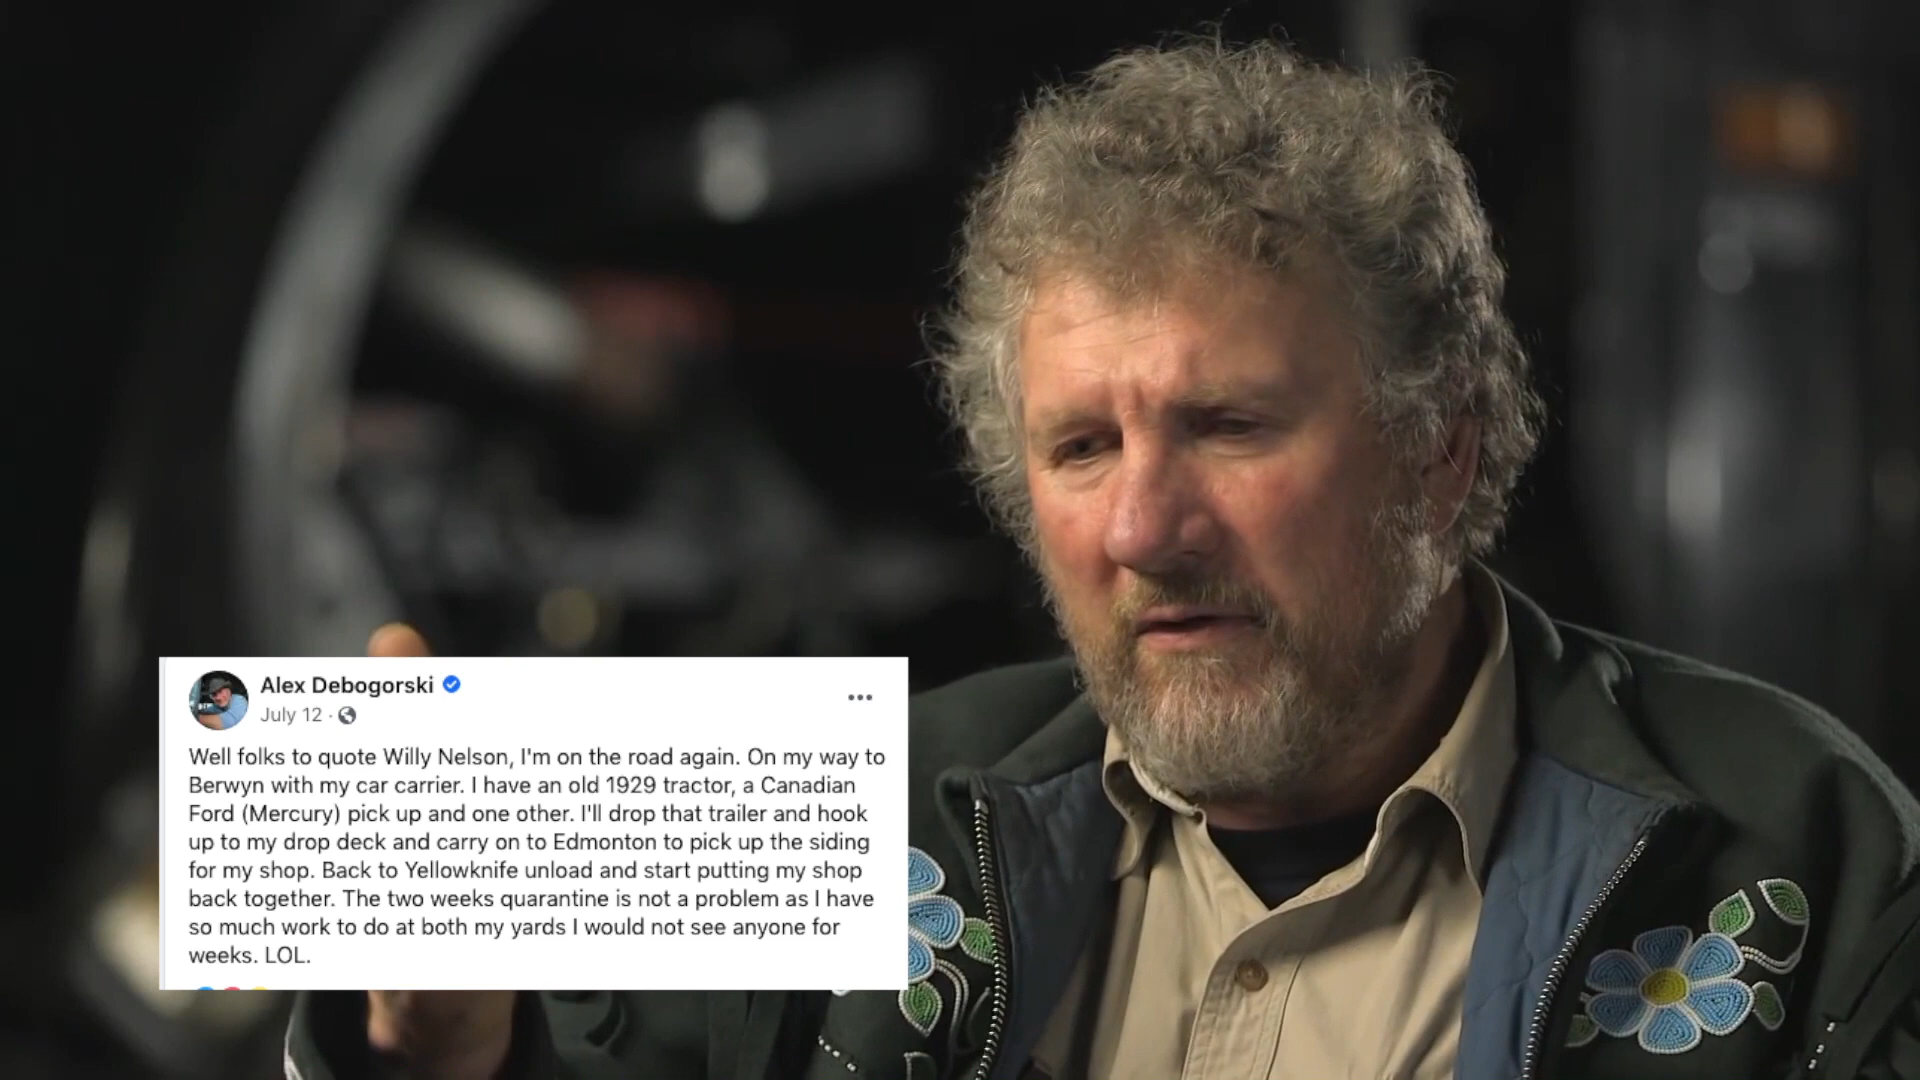 Alex Debogorski
July 12 ·
Well folks to quote Willy Nelson, I'm on the road again. On my way to
Berwyn with my car carrier. I have an old 1929 tractor, a Canadian
Ford (Mercury) pick up and one other. I'll drop that trailer and hook
up to my drop deck and carry on to Edmonton to pick up the siding
for my shop. Back to Yellowknife unload and start putting my shop
back together. The two weeks quarantine is not a problem as I have
so much work to do at both my yards I would not see anyone for
weeks. LOL.